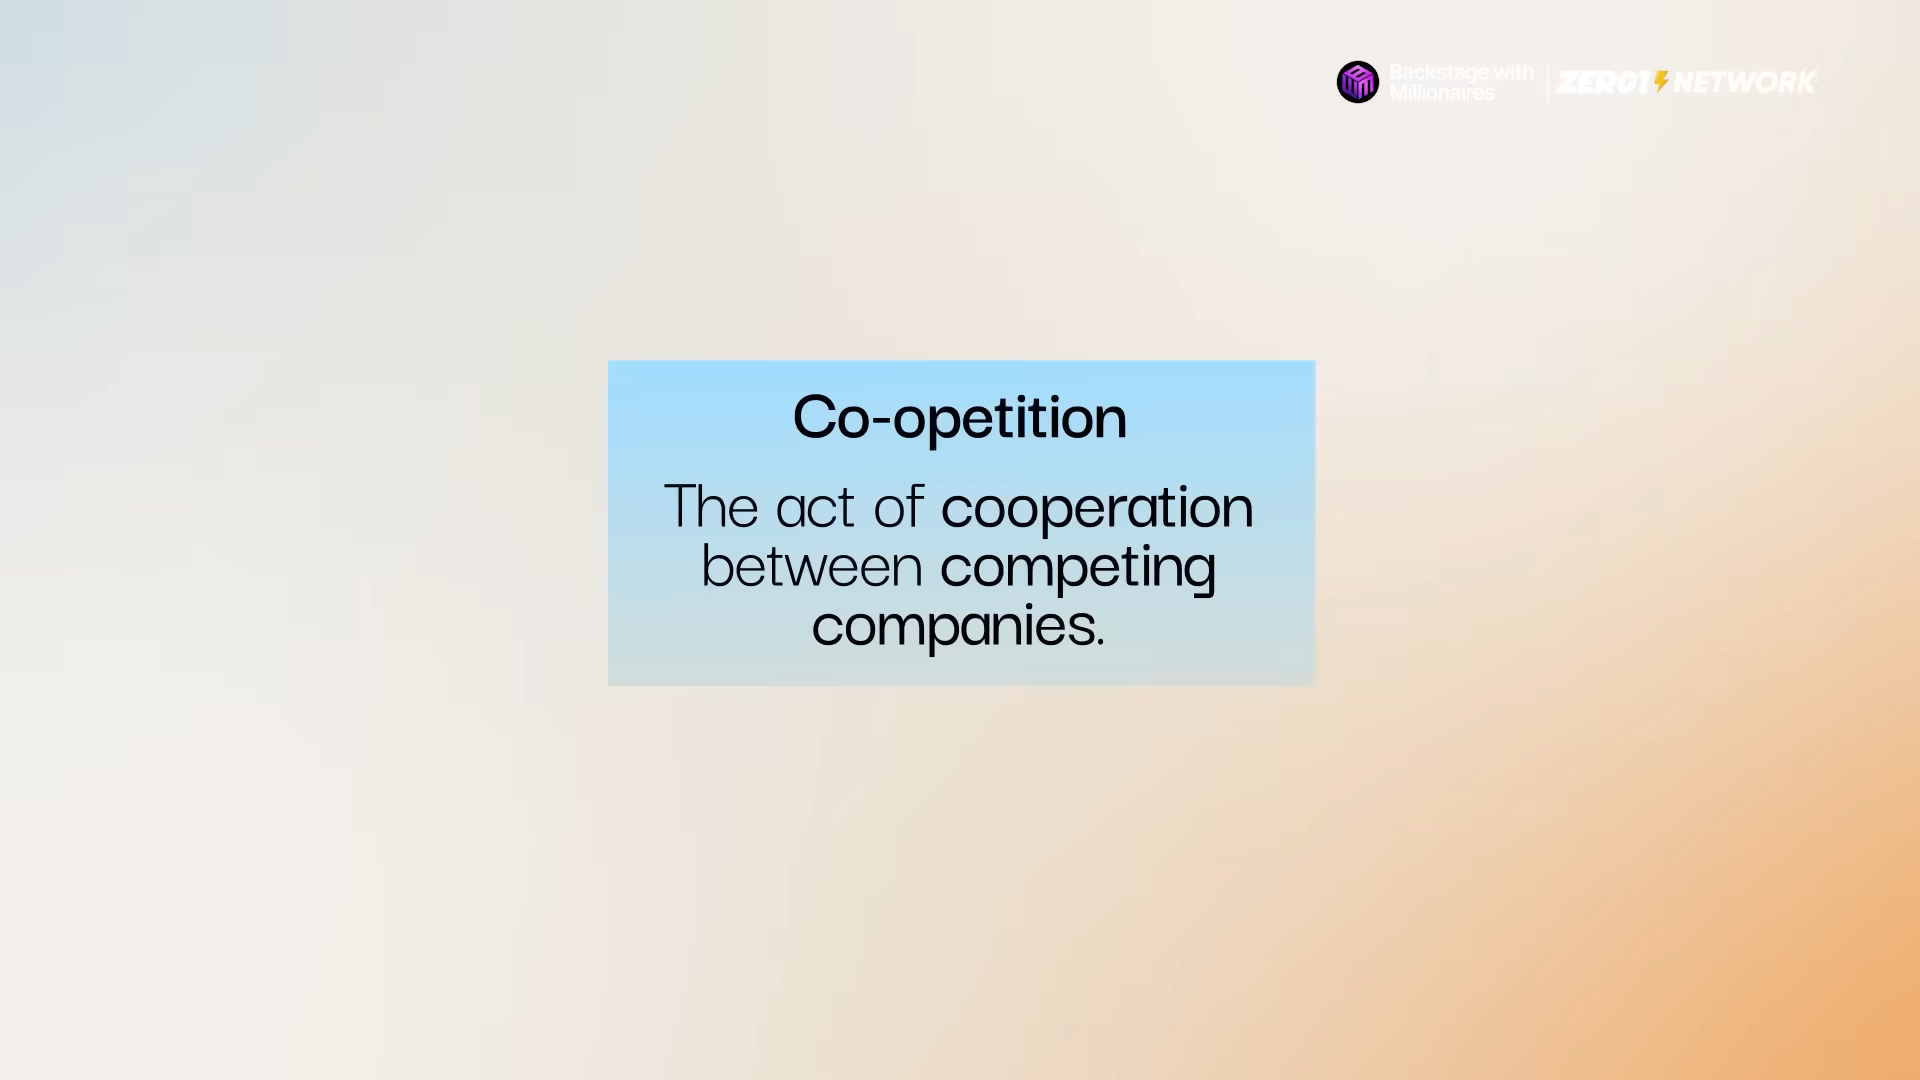 Backstage with
Millionaires
ZERO1 NETWORK
Co-opetition
The act of cooperation
between competing
companies.